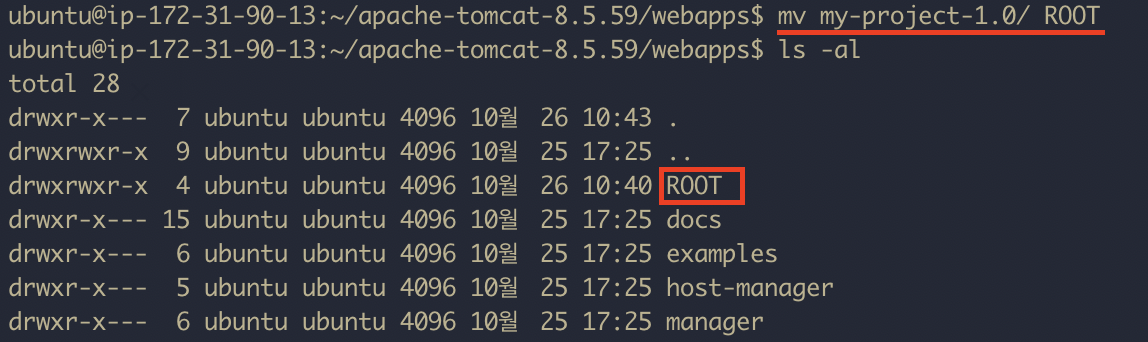 ubuntu@ip-172-31-90-13:~/apache-tomcat-8.5.59/webapps$ mv my-project-1.0/ ROOT
ubuntu@ip-172-31-90-13:~/apache-tomcat-8.5.59/webapps$ ls -al
total 28
drwxr-x---  7 ubuntu ubuntu 4096 10월  26 10:43 .
drwxrwxr-x  9 ubuntu ubuntu 4096 10월  25 17:25 ..
drwxrwxr-x  4 ubuntu ubuntu 4096 10월  26 10:40 ROOT
drwxr-x--- 15 ubuntu ubuntu 4096 10월  25 17:25 docs
drwxr-x---  6 ubuntu ubuntu 4096 10월  25 17:25 examples
drwxr-x---  5 ubuntu ubuntu 4096 10월  25 17:25 host-manager
drwxr-x---  6 ubuntu ubuntu 4096 10월  25 17:25 manager